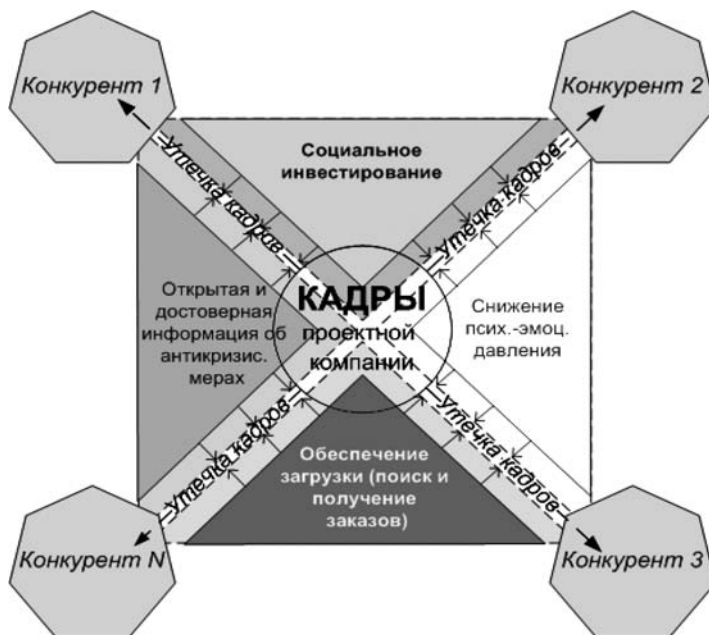 Конкурент 1
Конкурент 2
Социальное
инвестирование
Утечка кадров
Утечка кадров
Открытая и
достоверная
информация об
антикризис.
мерах
КАДРЫ
проектной
компании
Снижение
псих.-эмоц.
давления
Утечка кадров
Утечка кадров
Обеспечение
загрузки (поиск и
получение
заказов)
Конкурент N
Конкурент 3